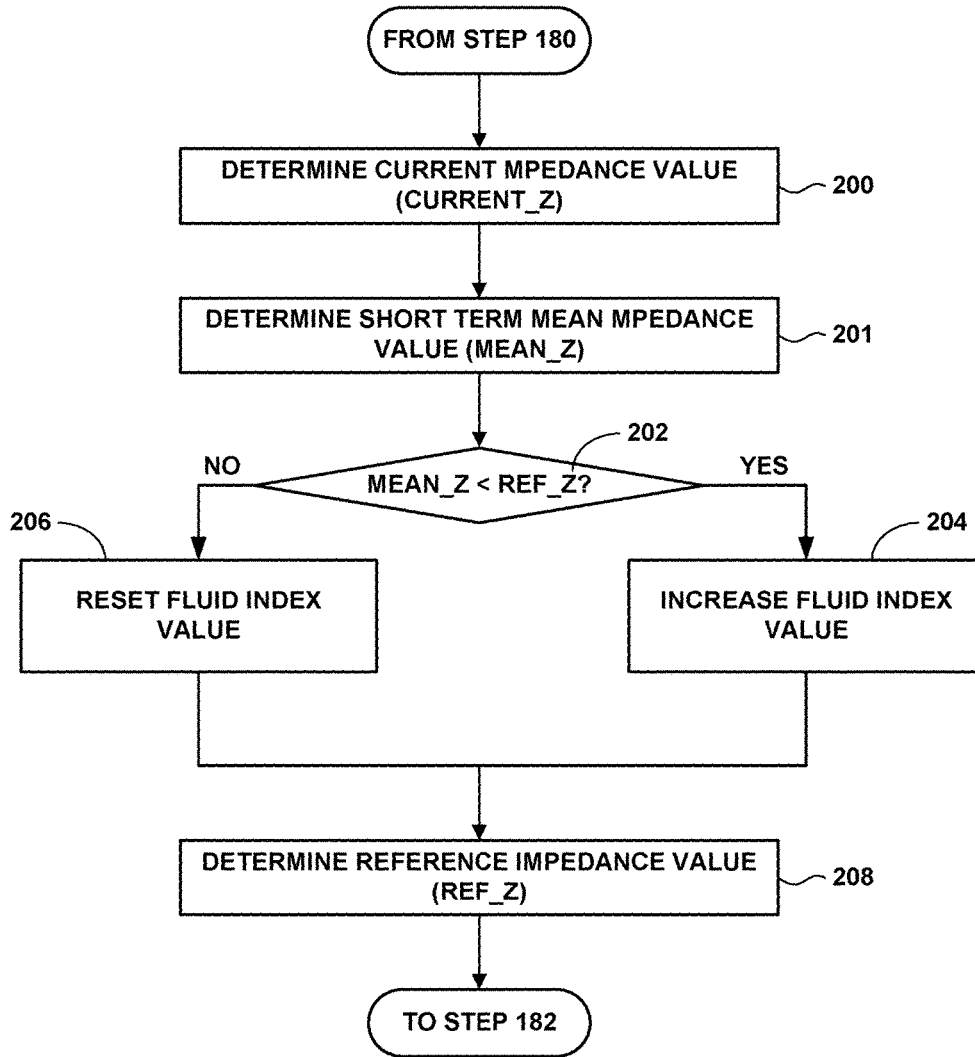 FROM STEP 180
DETERMINE CURRENT MPEDANCE VALUE
(CURRENT_Z)
200
DETERMINE SHORT TERM MEAN MPEDANCE
VALUE (MEAN_Z)
201
202
NO
MEAN_Z < REF_Z?
YES
206
204
RESET FLUID INDEX
VALUE
INCREASE FLUID INDEX
VALUE
DETERMINE REFERENCE IMPEDANCE VALUE
(REF_Z)
208
TO STEP 182